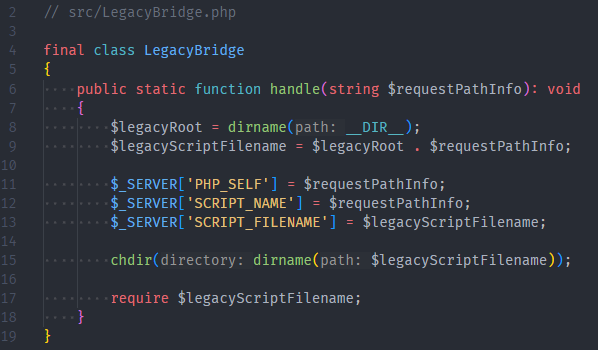 2 // src/LegacyBridge.php
3
4 final class LegacyBridge
5 {
6 ····public static function handle(string $requestPathInfo): void
7 ····{
8 ········$legacyRoot = dirname(path: __DIR__);
9 ········$legacyScriptFilename = $legacyRoot . $requestPathInfo;
10
11 ········$_SERVER['PHP_SELF'] = $requestPathInfo;
12 ········$_SERVER['SCRIPT_NAME'] = $requestPathInfo;
13 ········$_SERVER['SCRIPT_FILENAME'] = $legacyScriptFilename;
14
15 ········chdir(directory: dirname(path: $legacyScriptFilename));
16
17 ········require $legacyScriptFilename;
18 ····}
19 }